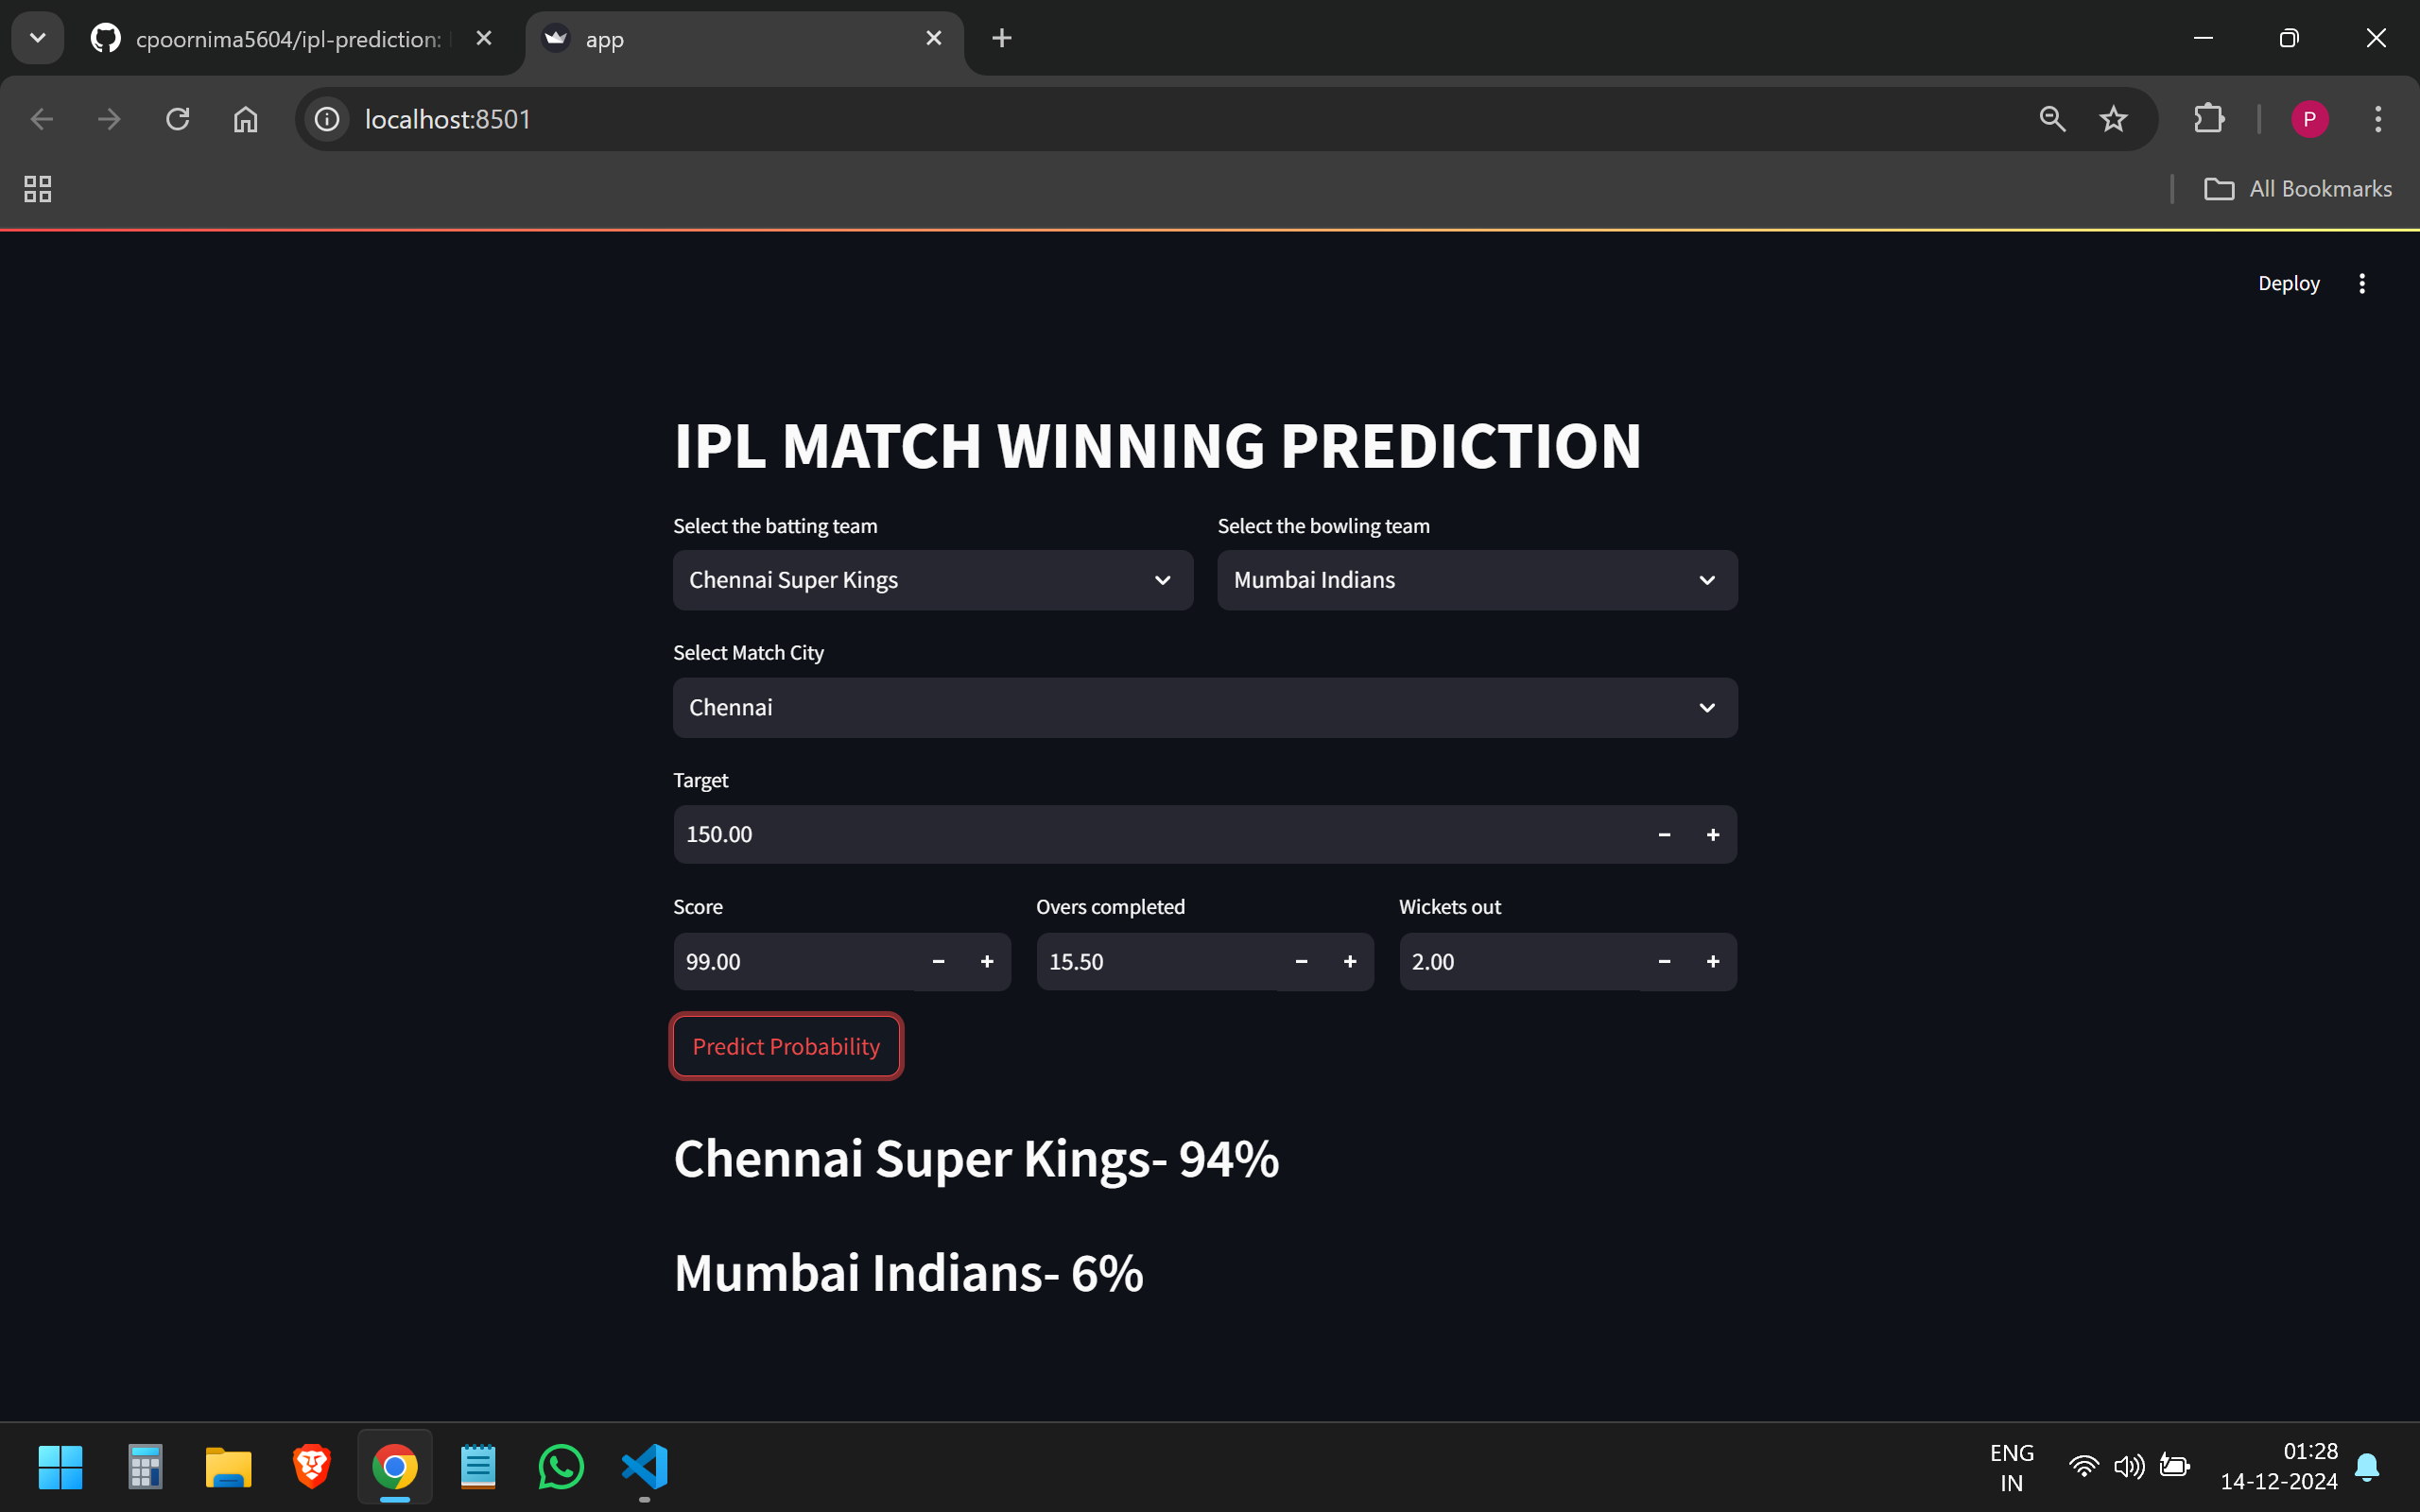 cpoornima5604/ipl-prediction:
app
localhost:8501
P
All Bookmarks
Deploy
IPL MATCH WINNING PREDICTION
Select the batting team
Select the bowling team
Chennai Super Kings
Mumbai Indians
Select Match City
Chennai
Target
150.00
Score
Overs completed
Wickets out
99.00
15.50
2.00
Predict Probability
Chennai Super Kings- 94%
Mumbai Indians- 6%
ENG
IN
01:28
14-12-2024